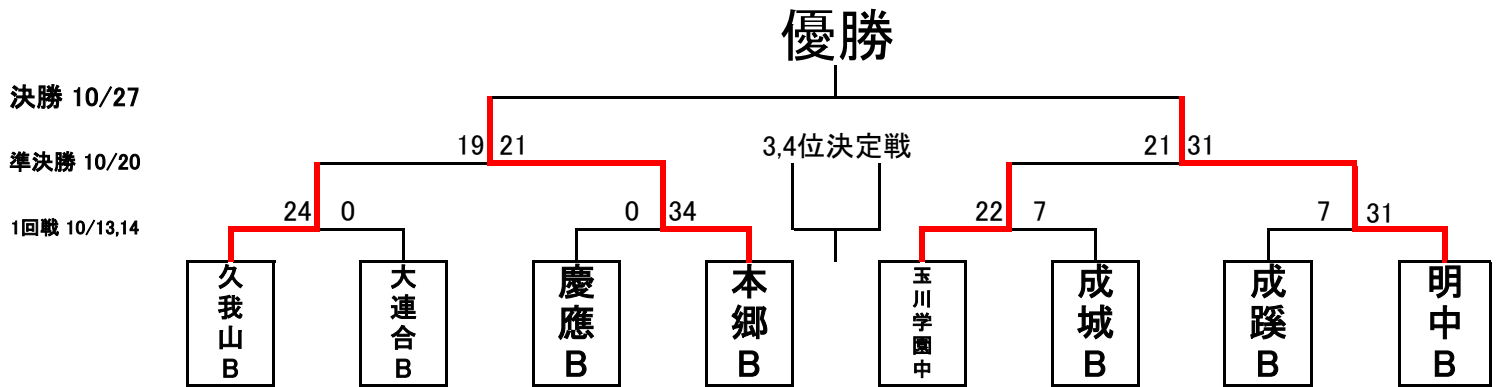 優勝
決勝 10/27
19 21
3,4位決定戦
21 31
準決勝 10/20
24 0
0 34
22 7
7 31
1回戦 10/13,14
久我山B
大連合B
慶應B
本郷B
玉川学園中
成城B
成蹊B
明中B